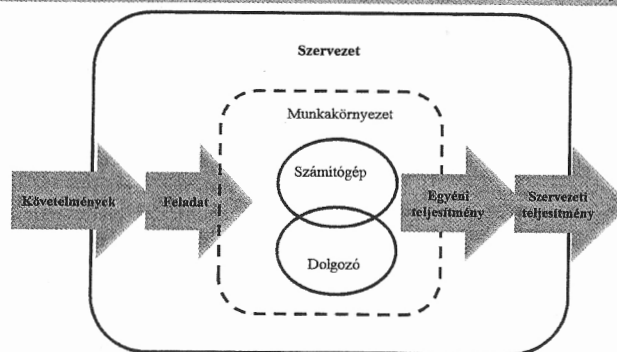 Szervezet
Munkakörnyezet
Számítógép
Követelmények
Feladat
Egyéni
teljesítmény
Szervezeti
teljesítmény
Dolgozó